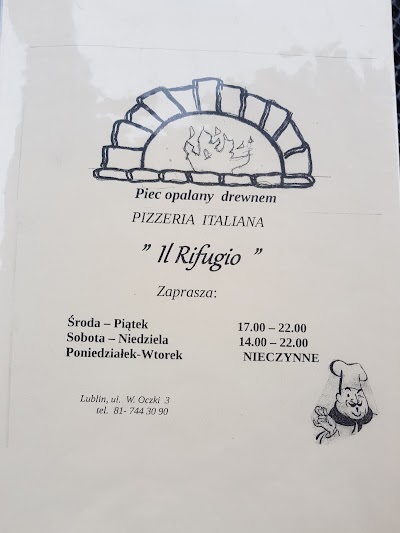 Piec opalany drewnem
PIZZERIA ITALIANA
" Il Rifugio "
Zaprasza:
Środa – Piątek 17.00 – 22.00
Sobota – Niedziela 14.00 – 22.00
Poniedziałek-Wtorek NIECZYNNE
Lublin, ul. W. Oczki 3
tel. 81- 744 30 90